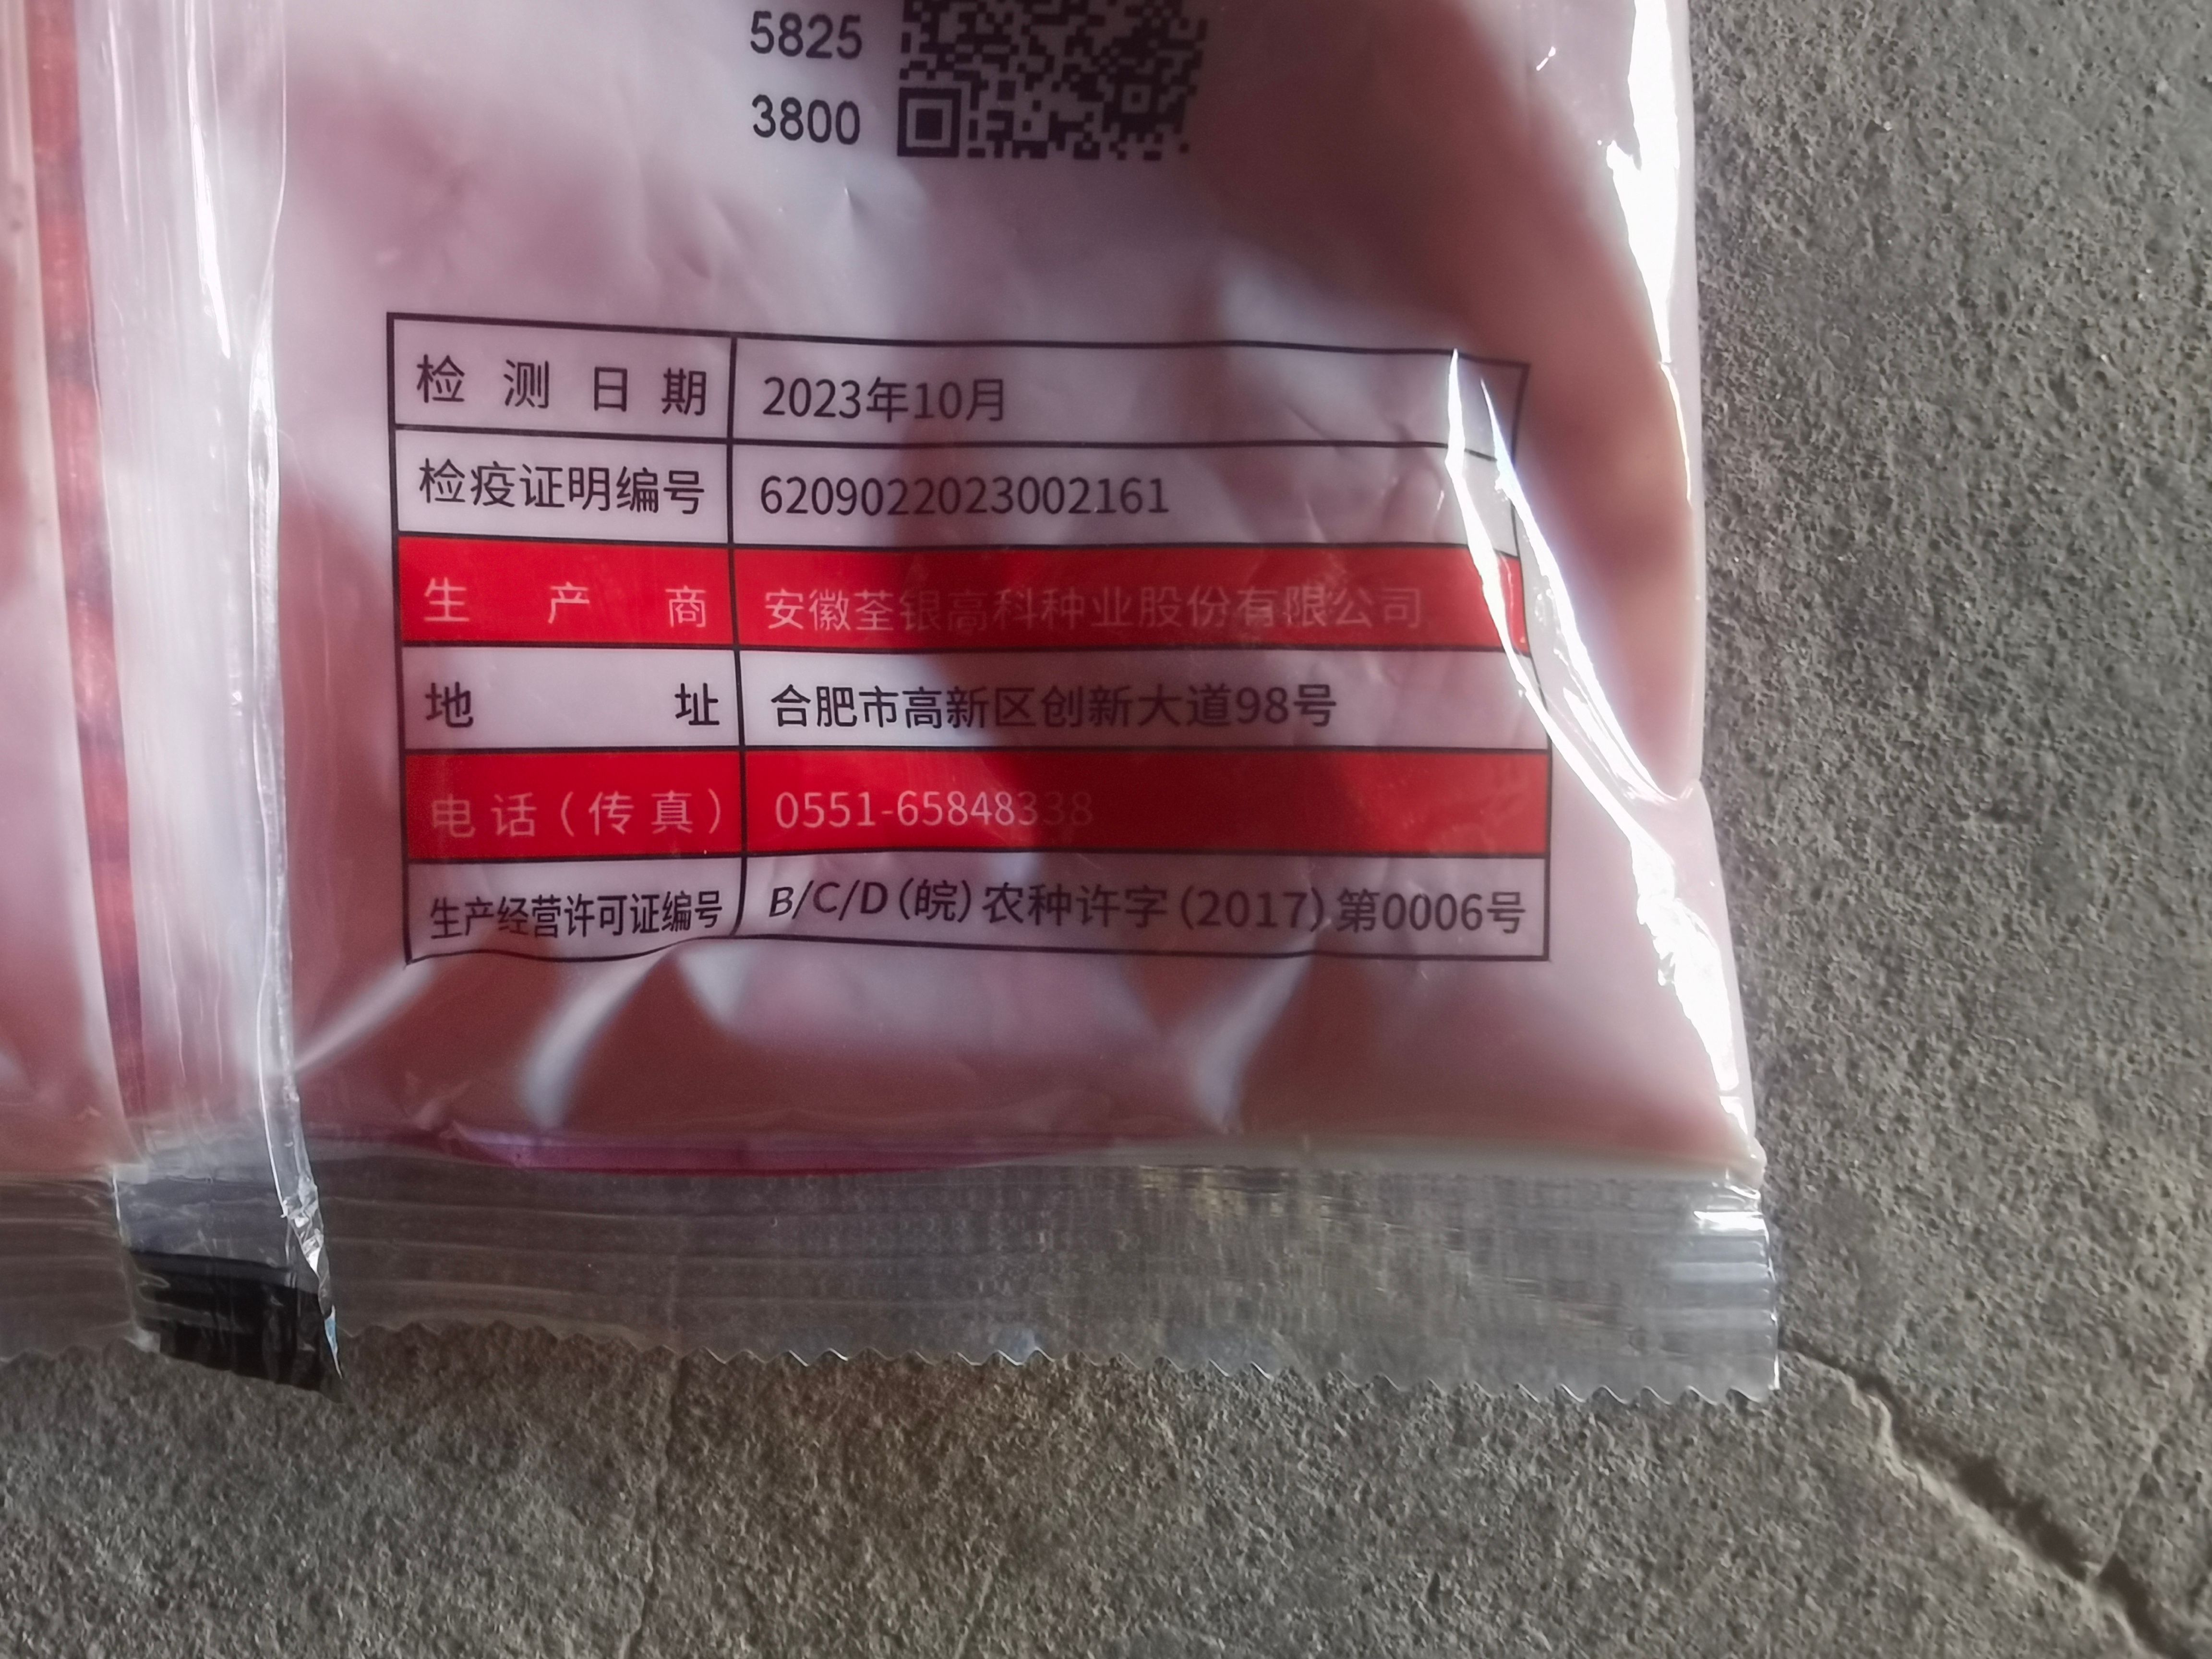 5825
3800
检测日期 2023年10月
检疫证明编号 6209022023002161
生产商 安徽荃银高科种业股份有限公司
地址 合肥市高新区创新大道98号
电话(传真) 0551-65848338
生产经营许可证编号 B/C/D(皖)农种许字(2017)第0006号